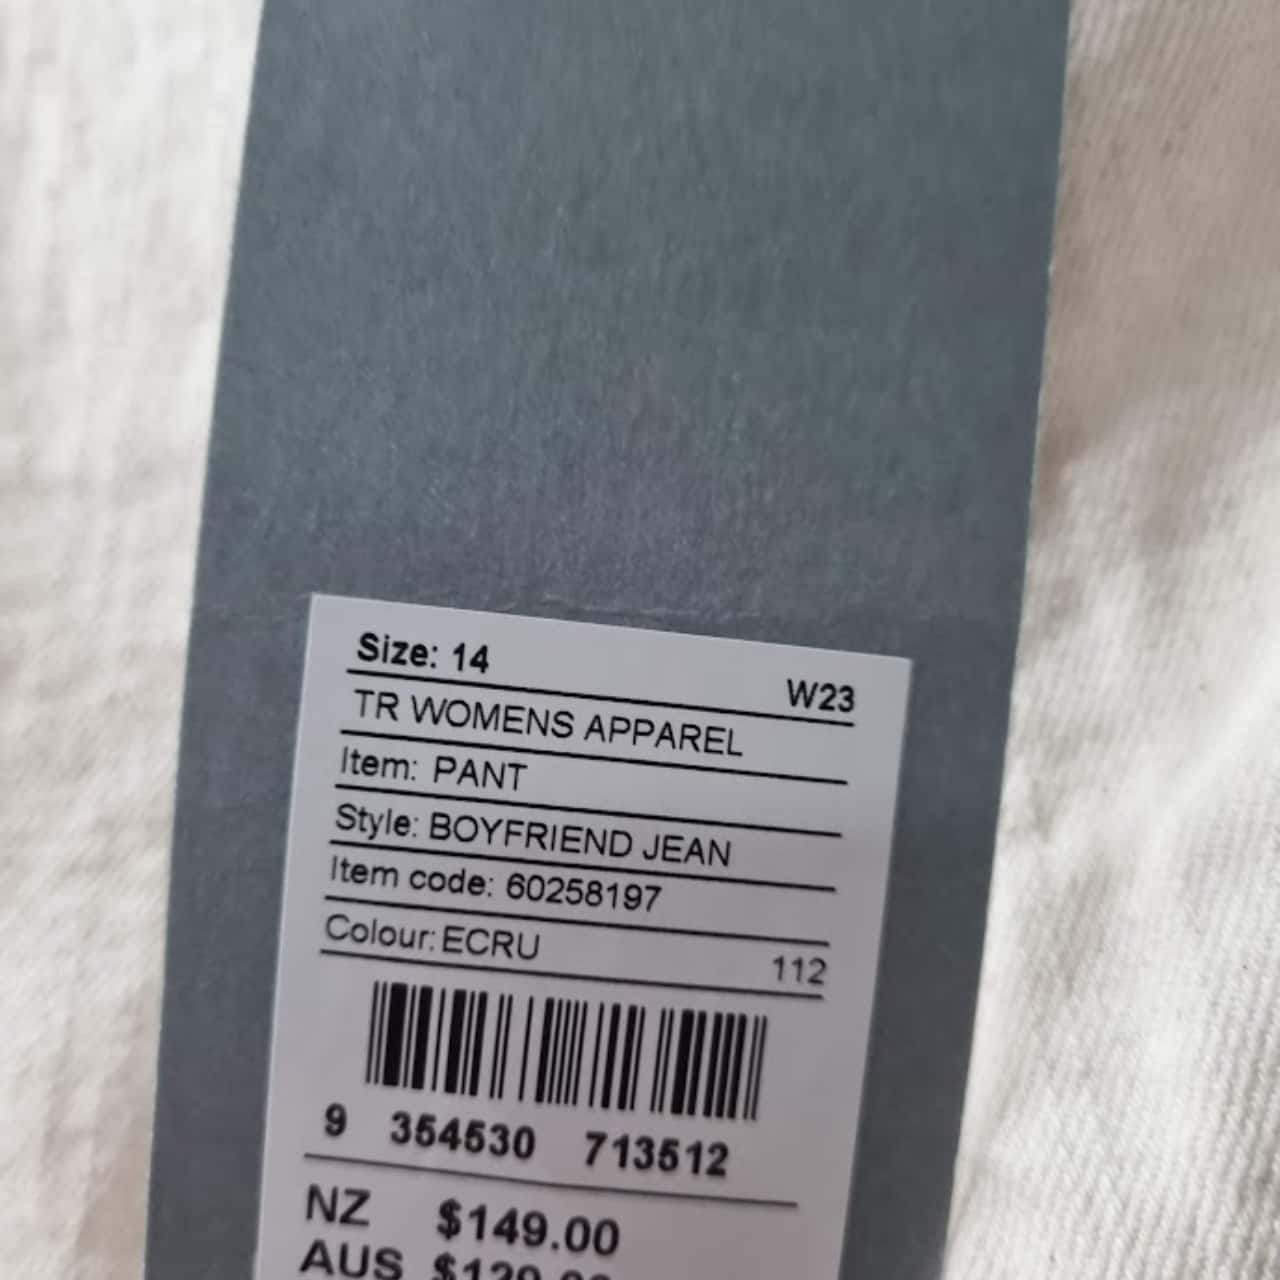 Size: 14
W23
TR WOMENS APPAREL
Item: PANT
Style: BOYFRIEND JEAN
Item code: 60258197
Colour: ECRU 112
9 354530 713512
NZ $149.00
AUS